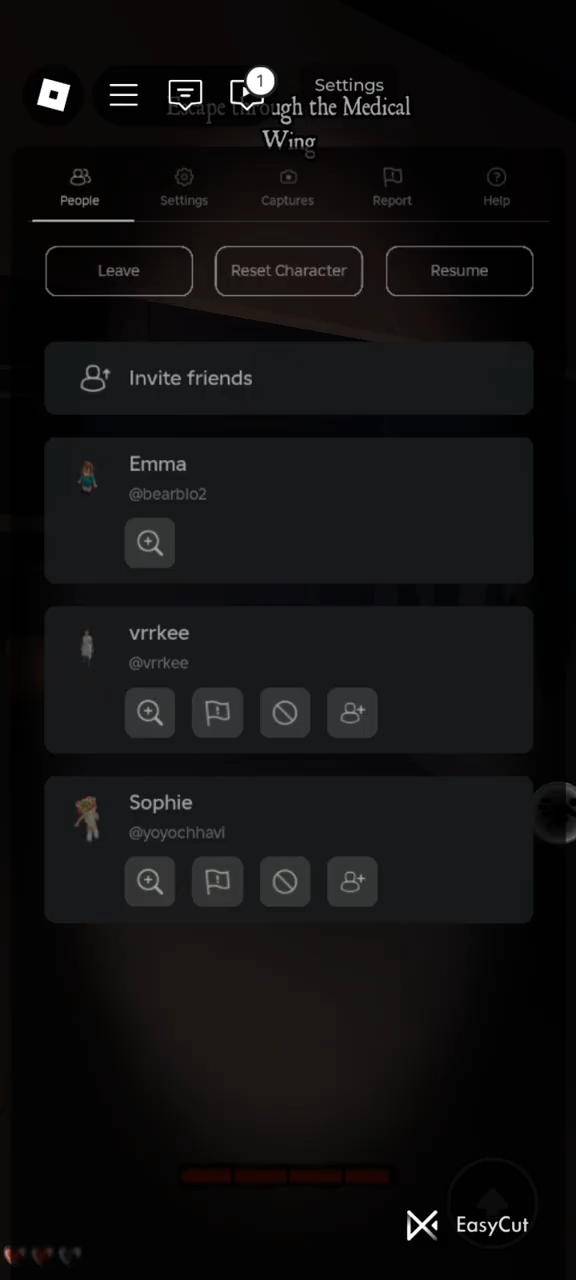 1
Settings
Escape through the Medical
Wing
People
Settings
Captures
Report
Help
Leave
Reset Character
Resume
Invite friends
Emma
@bearblo2
vrrkee
@vrrkee
Sophie
@yoyochhavi
EasyCut